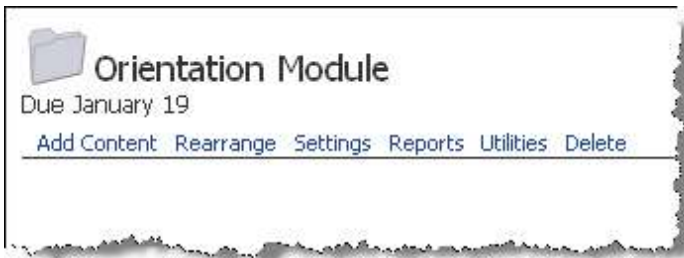 Orientation Module
Due January 19
Add Content Rearrange Settings Reports Utilities Delete